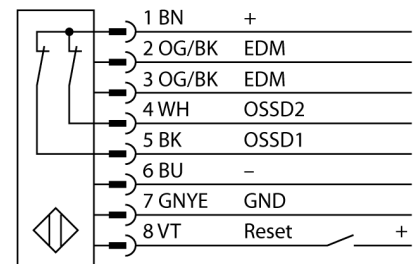 1 BN +
2 OG/BK EDM
3 OG/BK EDM
4 WH OSSD2
5 BK OSSD1
6 BU –
7 GNYE GND
8 VT Reset +